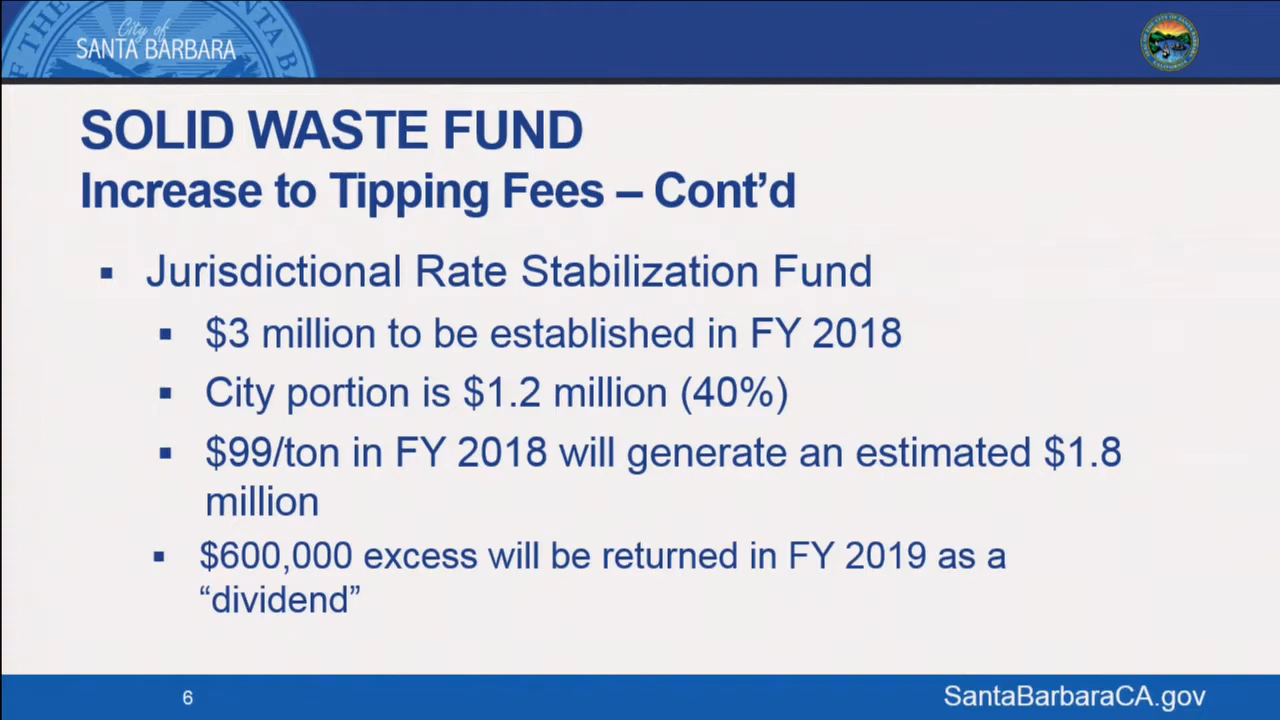 City of
SANTA BARBARA
SOLID WASTE FUND
Increase to Tipping Fees – Cont’d
▪ Jurisdictional Rate Stabilization Fund
▪ $3 million to be established in FY 2018
▪ City portion is $1.2 million (40%)
▪ $99/ton in FY 2018 will generate an estimated $1.8
million
▪ $600,000 excess will be returned in FY 2019 as a
“dividend”
6
SantaBarbaraCA.gov